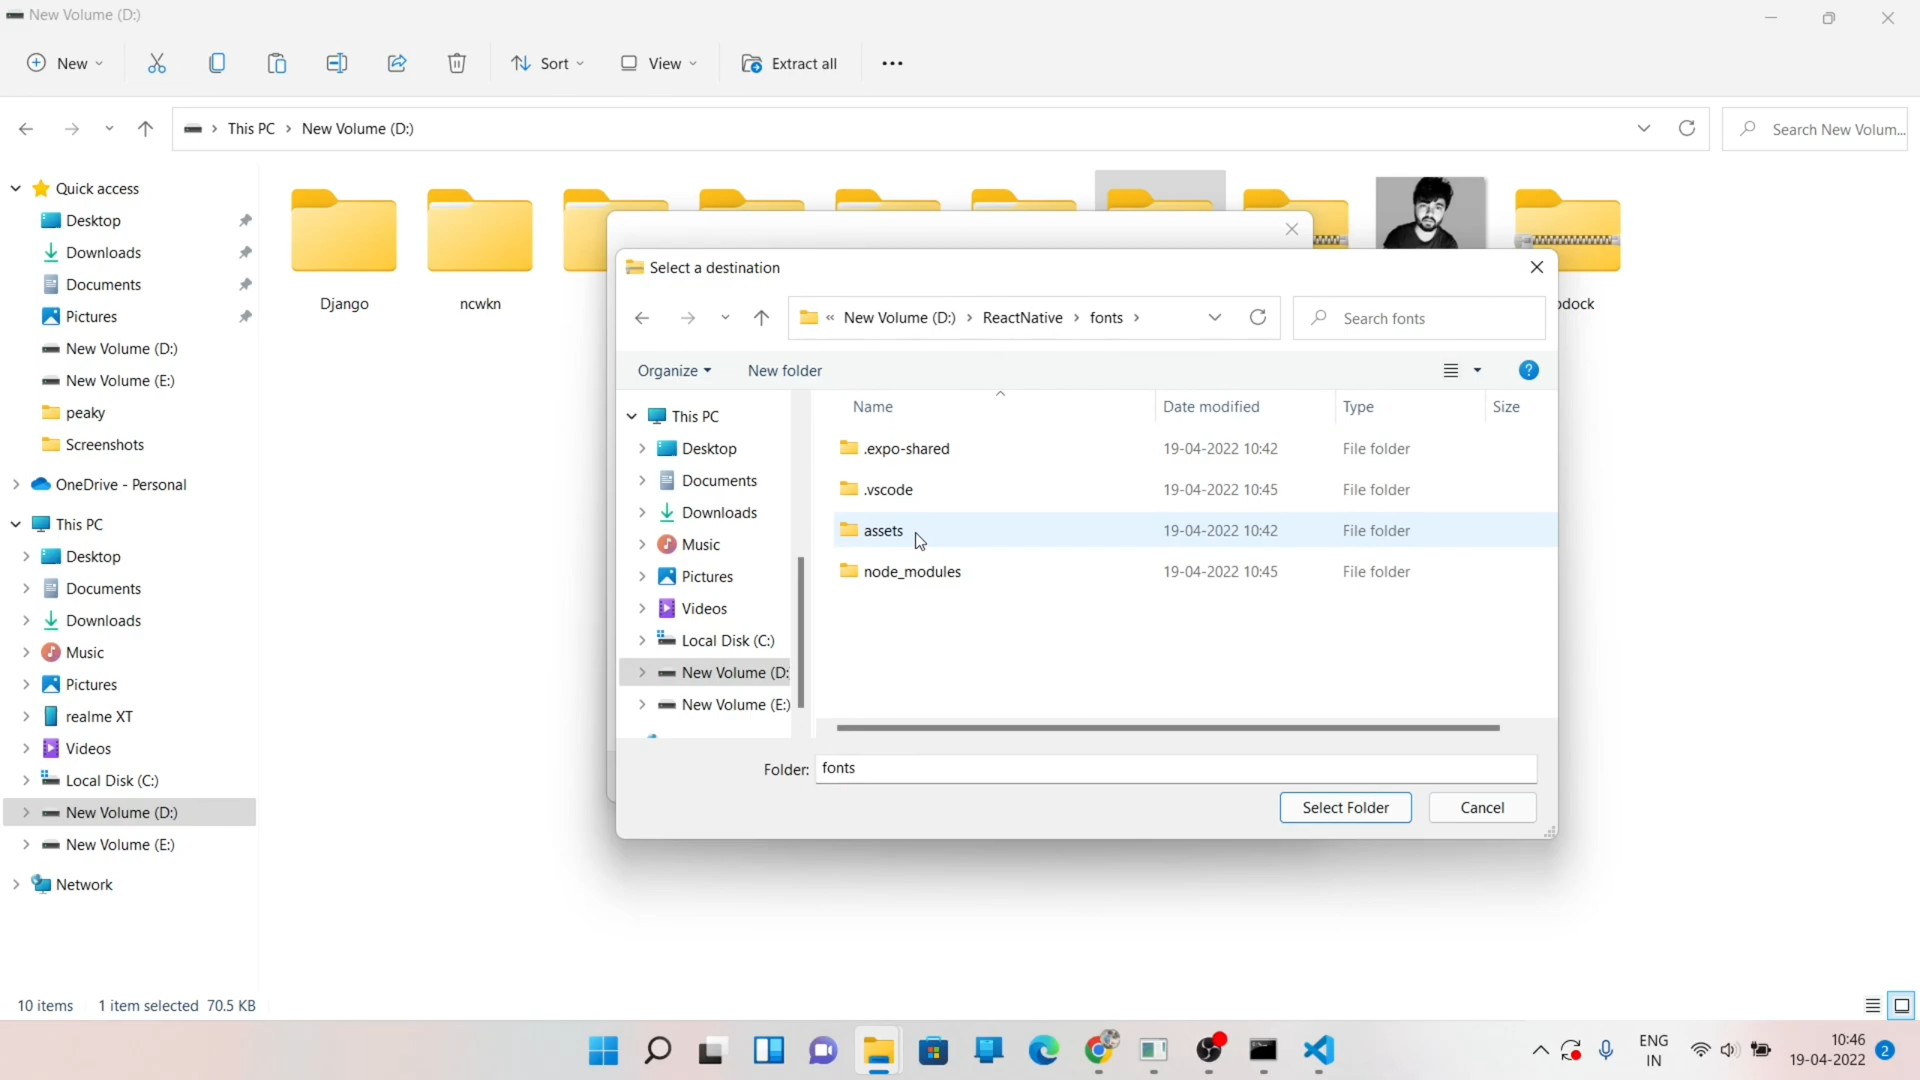 New Volume (D:)
New
Sort
View
Extract all
This PC > New Volume (D:)
Search New Volum...
Quick access
Desktop
Downloads
Documents
Pictures
New Volume (D:)
New Volume (E:)
peaky
Screenshots
OneDrive - Personal
This PC
Desktop
Documents
Downloads
Music
Pictures
realme XT
Videos
Local Disk (C:)
New Volume (D:)
New Volume (E:)
Network
Django
ncwkn
Select a destination
« New Volume (D:) > ReactNative > fonts >
Search fonts
Organize
New folder
?
This PC
Desktop
Documents
Downloads
Music
Pictures
Videos
Local Disk (C:)
New Volume (D:
New Volume (E:)
Name Date modified Type Size
.expo-shared 19-04-2022 10:42 File folder
.vscode 19-04-2022 10:45 File folder
assets 19-04-2022 10:42 File folder
node_modules 19-04-2022 10:45 File folder
Folder: fonts
Select Folder
Cancel
10 items 1 item selected 70.5 KB
ENG
IN
10:46
19-04-2022
2